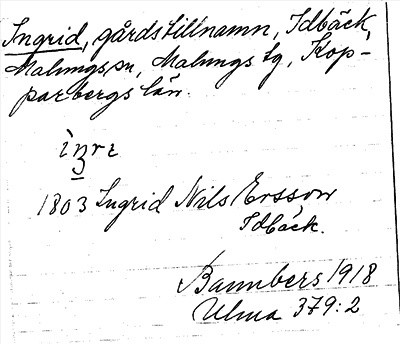 Ingrid, gårdstillnamn, Idbäck,
Malungs sn, Malungs tg, Kop-
parbergs län.
1803 Ingrid Nils Ersson,
Idbäck.
Bannbers 1918
Ulma 379:2